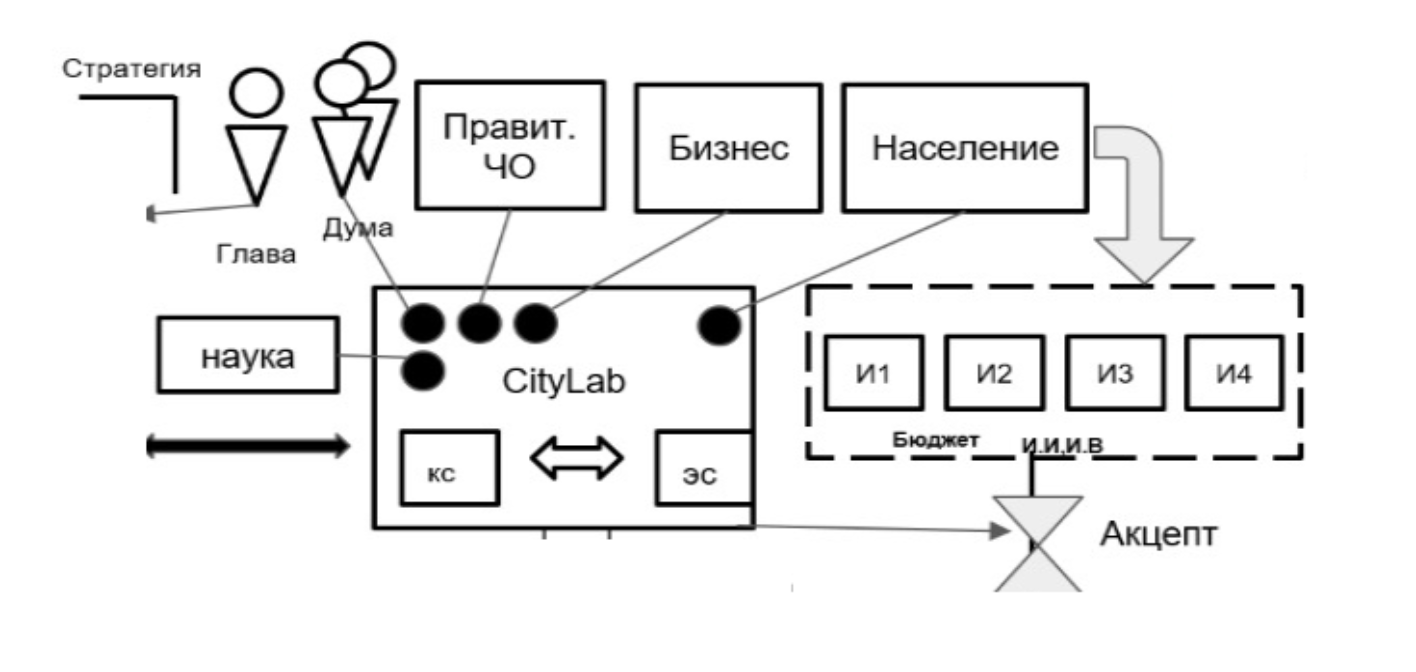 Стратегия
Правит.
ЧО
Бизнес
Население
Дума
Глава
наука
CityLab
И1
И2
И3
И4
Бюджет
И.И,И.В
кс
эс
Акцепт